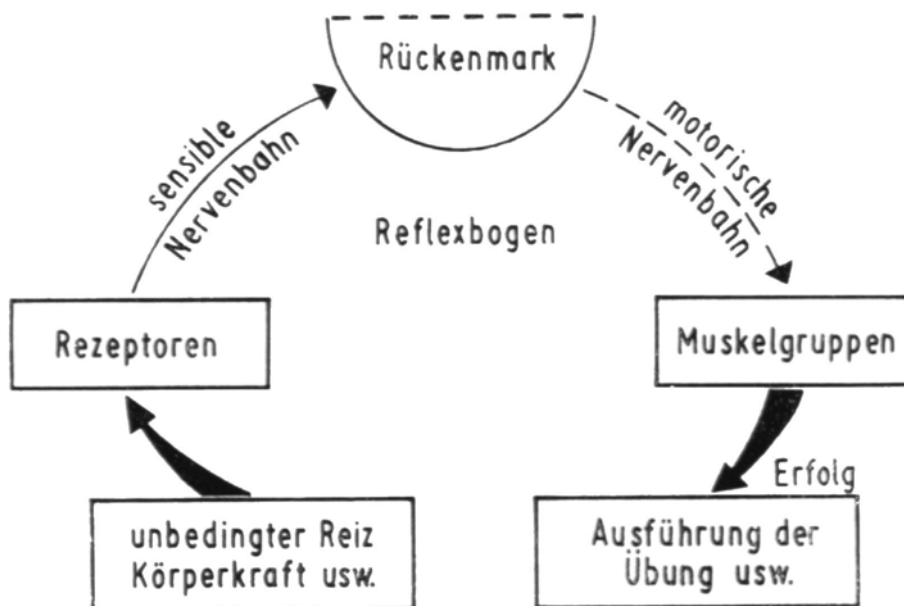 Rückenmark
sensible
Nervenbahn
motorische
Nervenbahn
Reflexbogen
Rezeptoren
Muskelgruppen
Erfolg
unbedingter Reiz
Körperkraft usw.
Ausführung der
Übung usw.